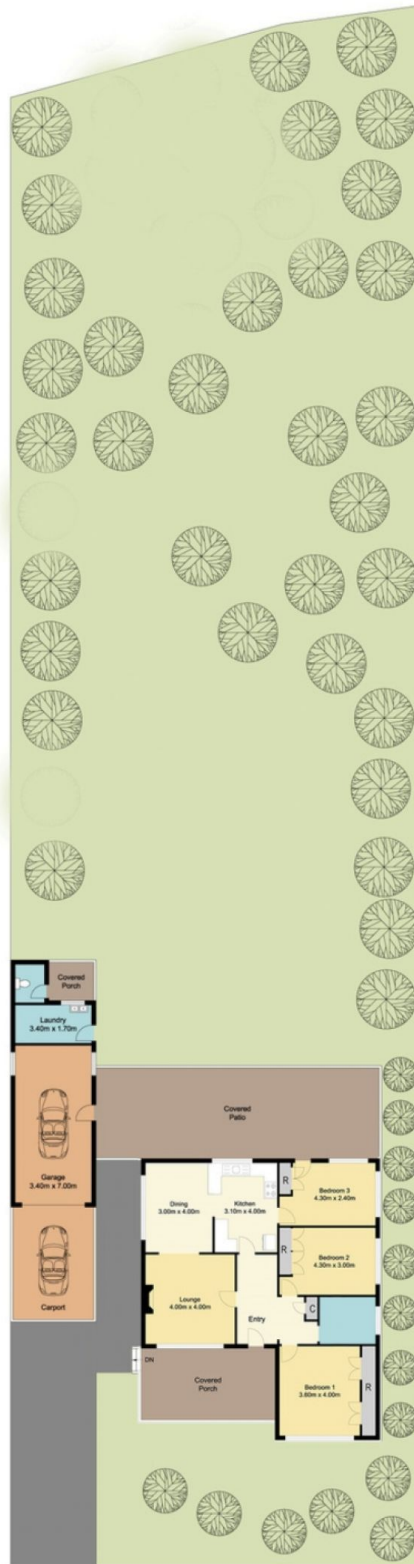 Covered
Porch
Laundry
3.40m x 1.70m
Garage
3.40m x 7.00m
Carport
Covered
Patio
Dining
3.00m x 4.00m
Kitchen
3.10m x 4.00m
R
Bedroom 3
4.30m x 2.40m
R
Bedroom 2
4.30m x 3.00m
Lounge
4.00m x 4.00m
Entry
C
DN
Covered
Porch
Bedroom 1
3.60m x 4.00m
R